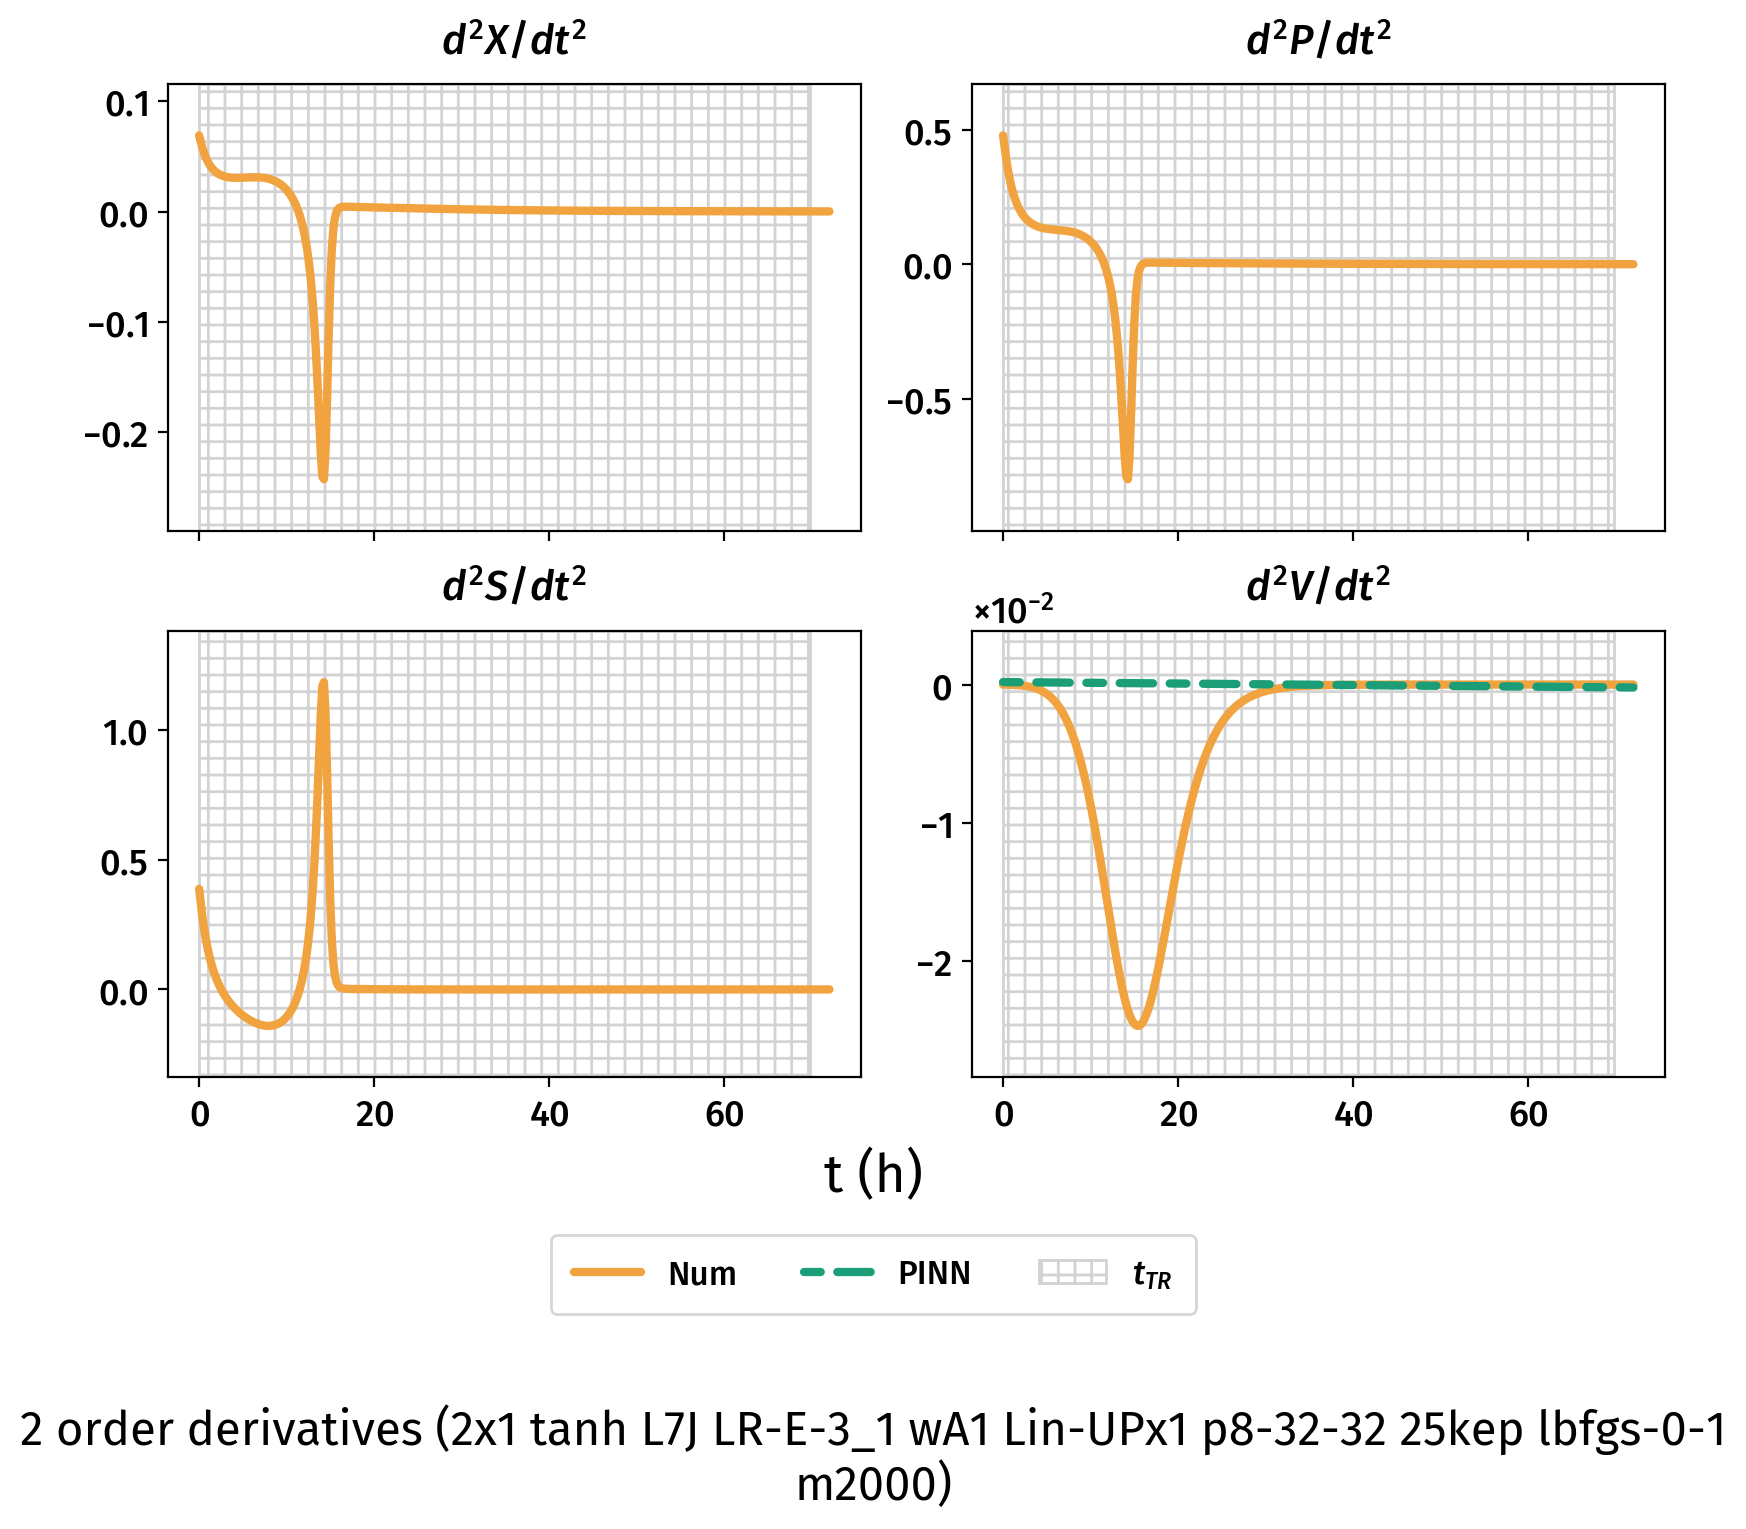 d²X/dt²
d²P/dt²
0.1
0.0
−0.1
−0.2
0.5
0.0
−0.5
d²S/dt²
d²V/dt²
×10⁻²
1.0
0.5
0.0
0
−1
−2
0 20 40 60
0 20 40 60
t (h)
Num PINN t_TR
2 order derivatives (2x1 tanh L7J LR-E-3_1 wA1 Lin-UPx1 p8-32-32 25kep lbfgs-0-1
m2000)